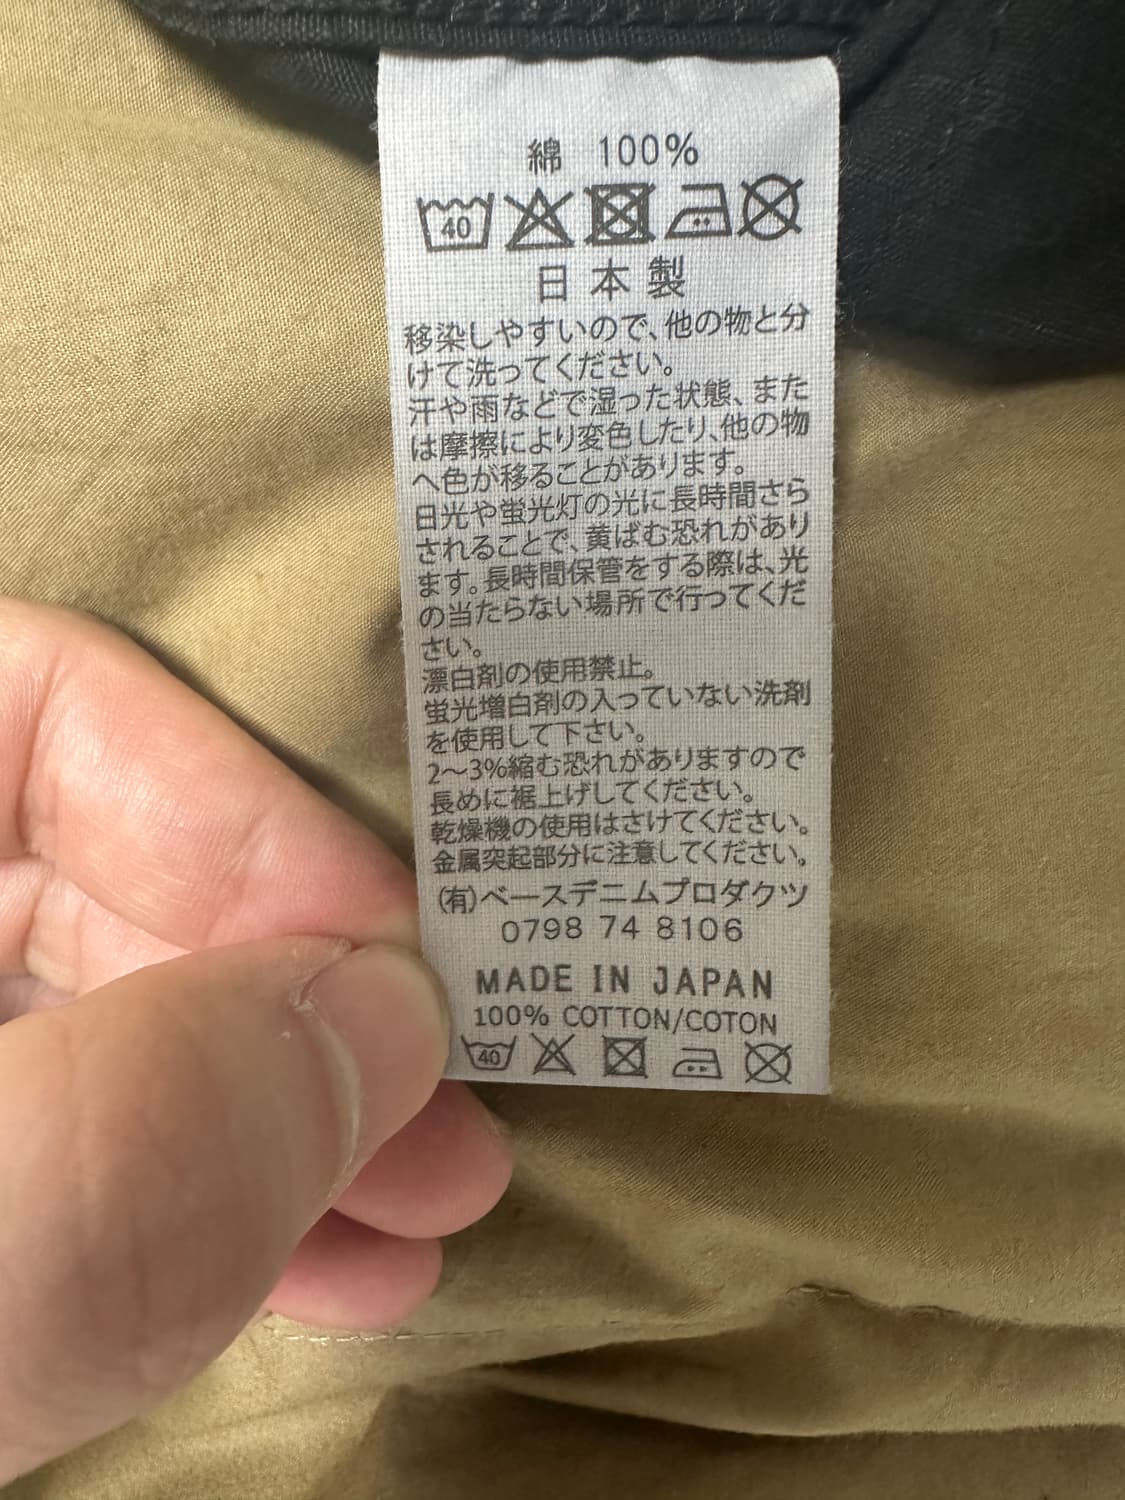 綿 100%
40
日本製
移染しやすいので、他の物と分
けて洗ってください。
汗や雨などで湿った状態、また
は摩擦により変色したり、他の物
へ色が移ることがあります。
日光や蛍光灯の光に長時間さら
されることで、黄ばむ恐れがあり
ます。長時間保管をする際は、光
の当たらない場所で行ってくだ
さい。
漂白剤の使用禁止。
蛍光増白剤の入っていない洗剤
を使用して下さい。
2〜3%縮む恐れがありますので
長めに裾上げしてください。
乾燥機の使用はさけてください。
金属突起部分に注意してください。
(有)ベースデニムプロダクツ
0798 74 8106
MADE IN JAPAN
100% COTTON/COTON
40